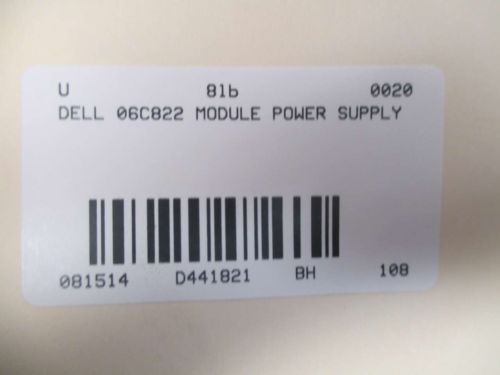 U 81b 0020
DELL 06C822 MODULE POWER SUPPLY
081514 D441821 BH 108